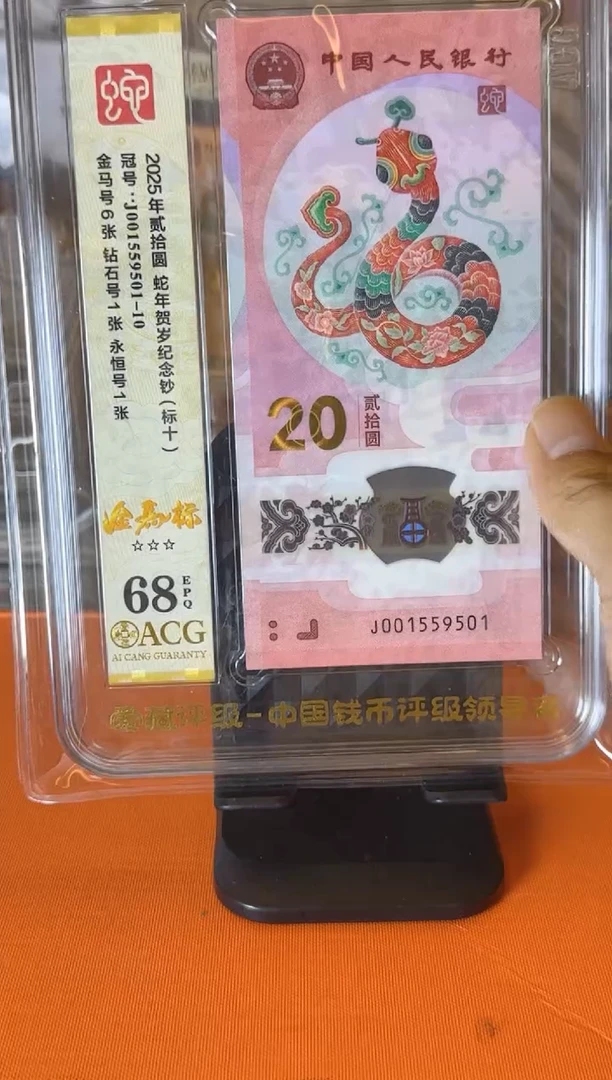 蛇
2025年贰拾圆 蛇年贺岁纪念钞(标十)
冠号:J001559501-10
金马号6张 钻石号1张 永恒号1张
金马标
68 EPQ
ACG
AI CANG GUARANTY
中国人民银行
蛇
20 贰拾圆
J001559501
爱藏评级-中国钱币评级领导者